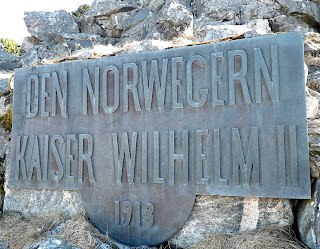 DEN NORWEGERN
KAISER WILHELM II
1913